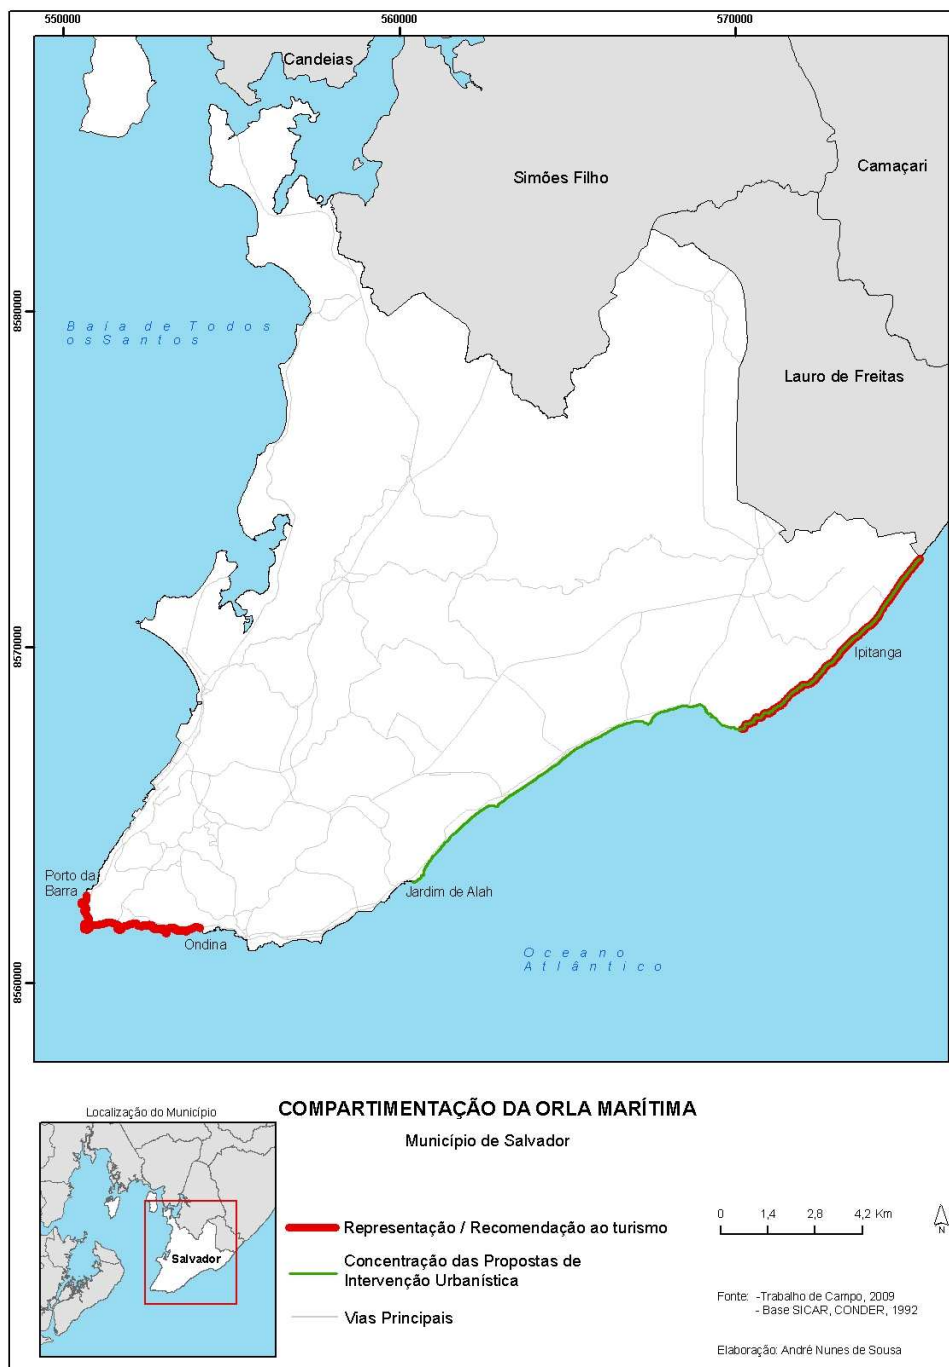 550000
560000
570000
Candeias
Camaçari
Simões Filho
8580000
Baía de Todos
os Santos
Lauro de Freitas
8570000
Ipitanga
Porto da
Barra
Jardim de Alah
Ondina
Oceano
Atlântico
8560000
Localização do Município
COMPARTIMENTAÇÃO DA ORLA MARÍTIMA
Município de Salvador
Salvador
Representação / Recomendação ao turismo
Concentração das Propostas de
Intervenção Urbanística
Vias Principais
0 1,4 2,8 4,2 Km
N
Fonte: -Trabalho de Campo, 2009
- Base SICAR, CONDER, 1992
Elaboração: André Nunes de Sousa